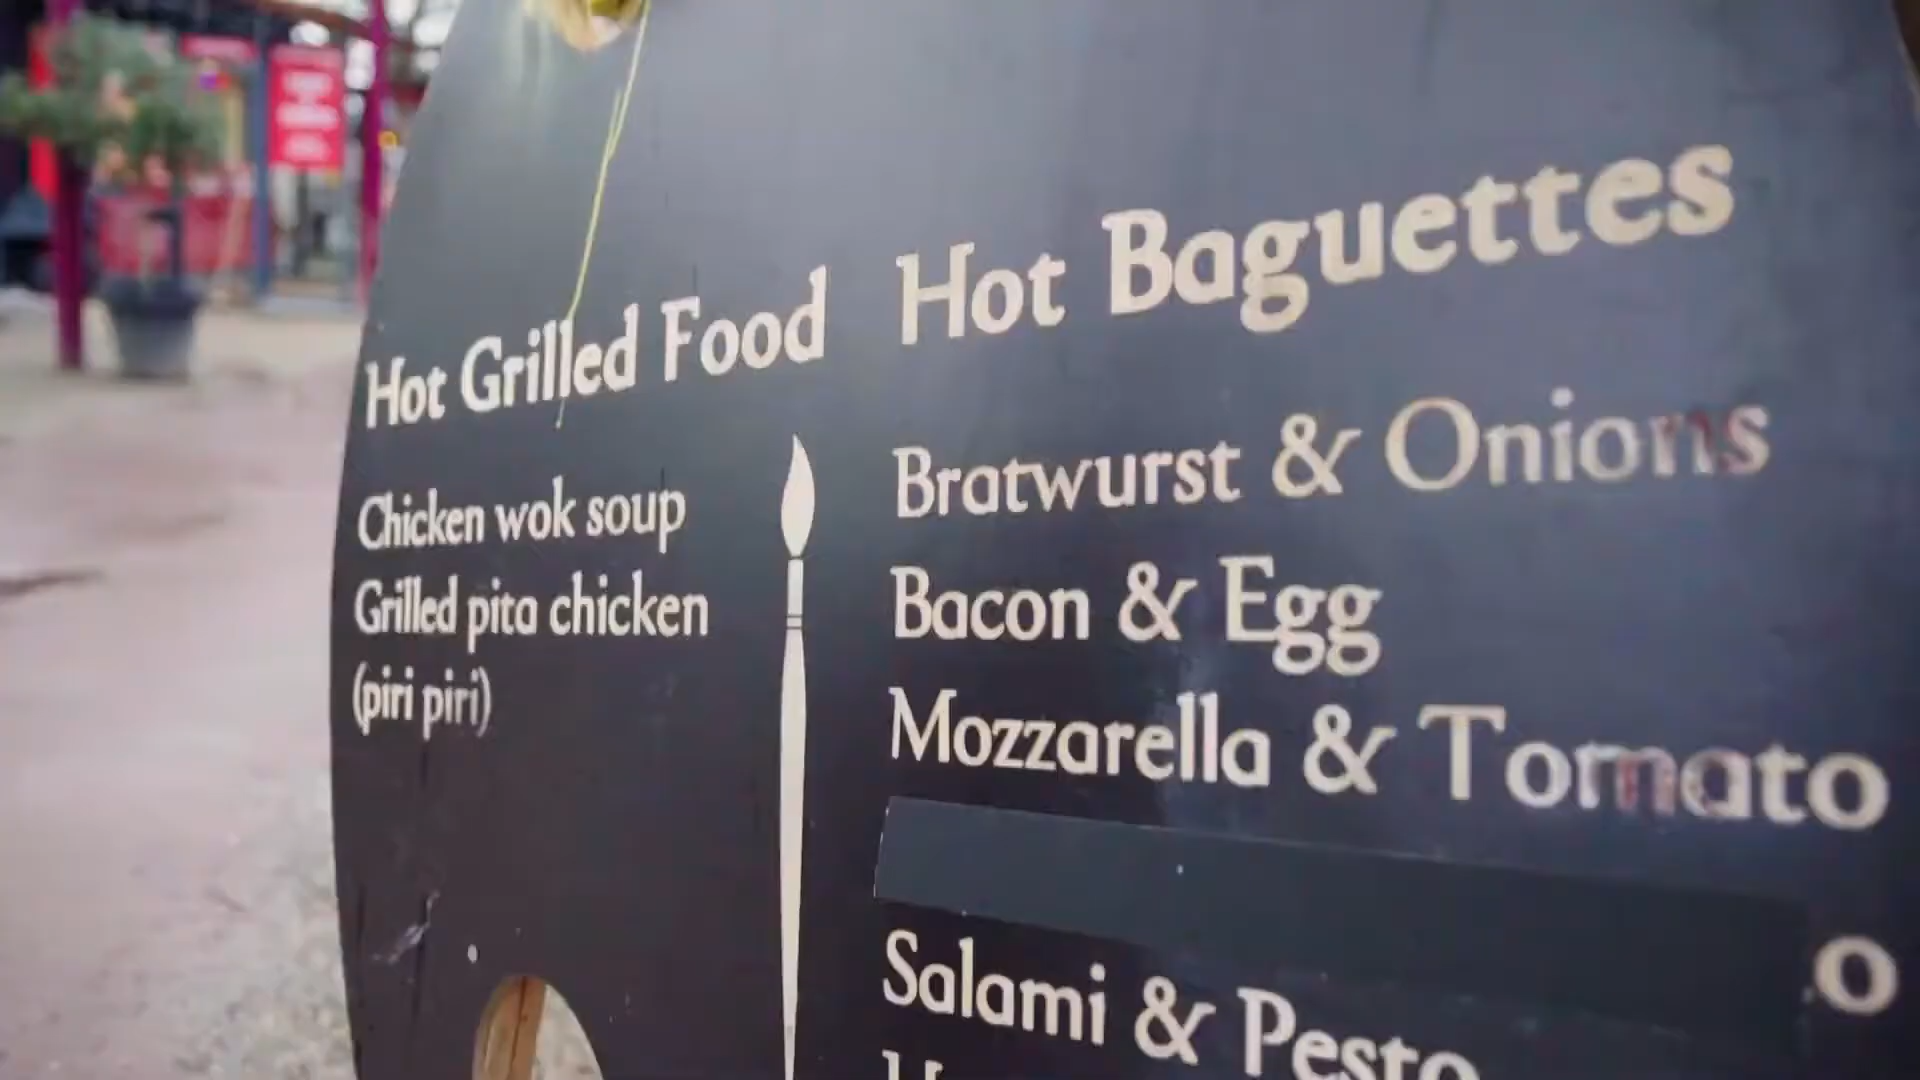 Hot Grilled Food
Chicken wok soup
Grilled pita chicken
(piri piri)
Hot Baguettes
Bratwurst & Onions
Bacon & Egg
Mozzarella & Tomato
o
Salami & Pesto